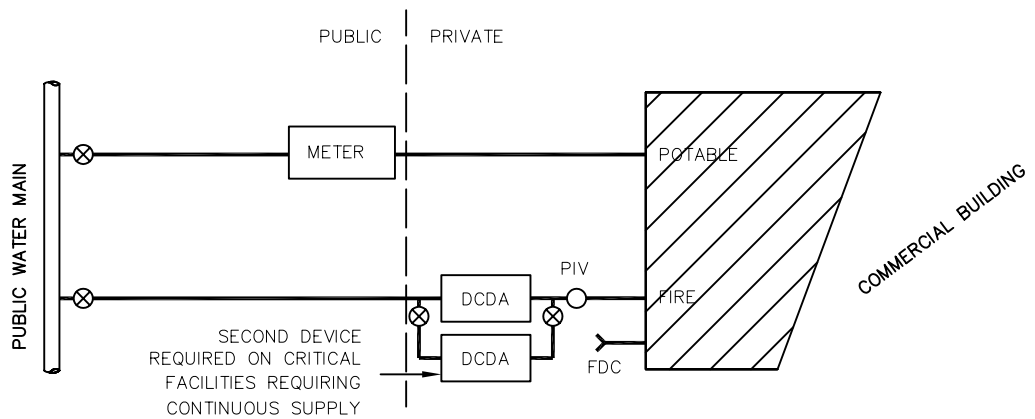 PUBLIC
PRIVATE
PUBLIC WATER MAIN
METER
POTABLE
COMMERCIAL BUILDING
PIV
DCDA
FIRE
SECOND DEVICE
REQUIRED ON CRITICAL
FACILITIES REQUIRING
CONTINUOUS SUPPLY
DCDA
FDC